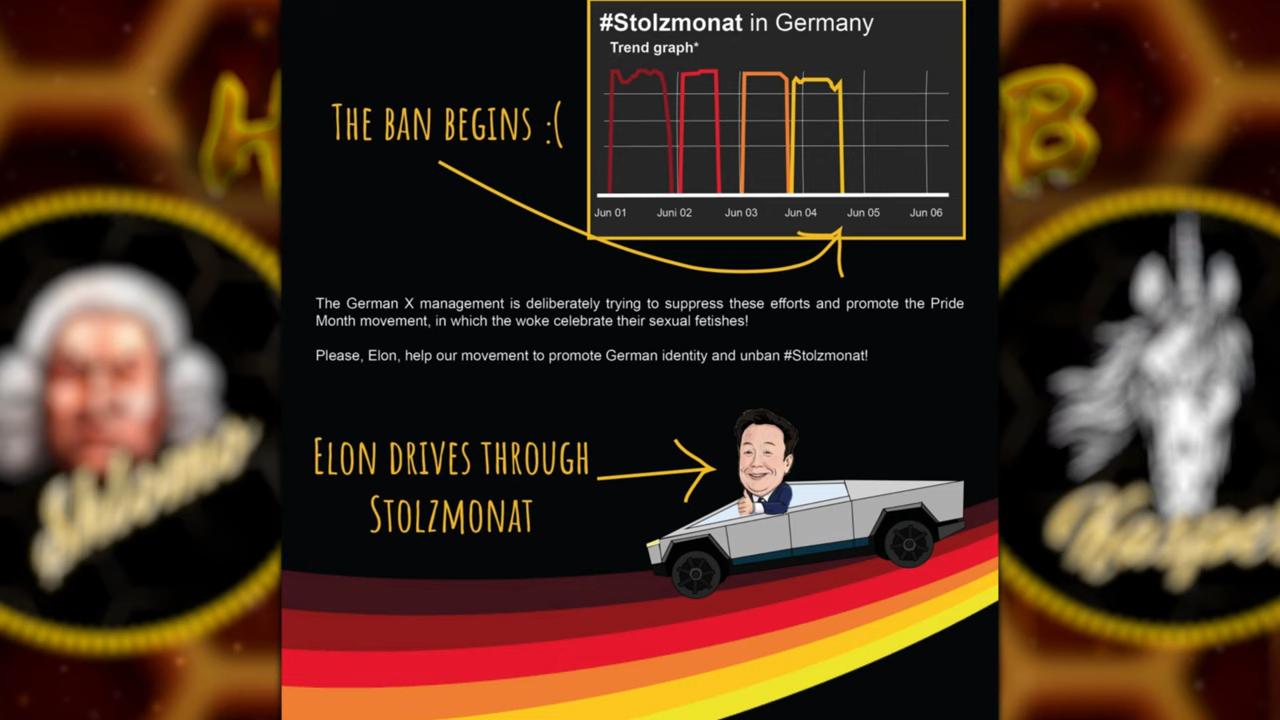 #Stolzmonat in Germany
Trend graph*
THE BAN BEGINS :(
Jun 01 Juni 02 Jun 03 Jun 04 Jun 05 Jun 06
The German X management is deliberately trying to suppress these efforts and promote the Pride
Month movement, in which the woke celebrate their sexual fetishes!
Please, Elon, help our movement to promote German identity and unban #Stolzmonat!
ELON DRIVES THROUGH
STOLZMONAT